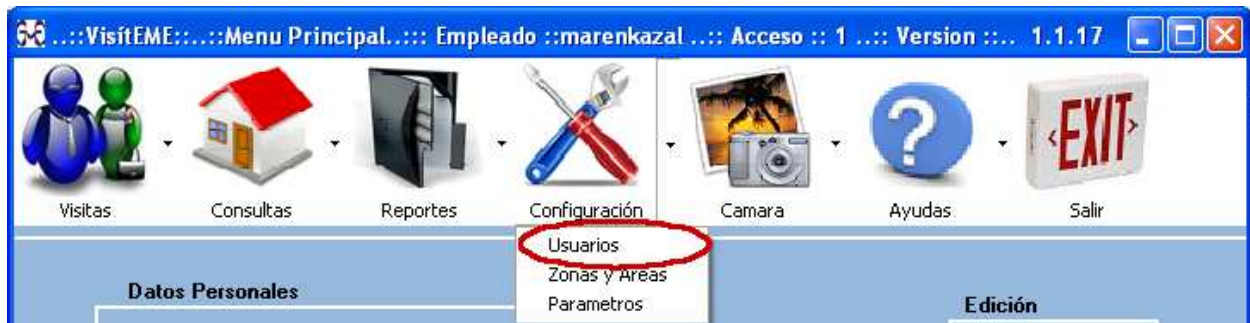 ..::VisitEME::..::Menu Principal..::: Empleado ::marenkazal ..:: Acceso :: 1 ..:: Version ::.. 1.1.17
EXIT
Visitas Consultas Reportes Configuración Camara Ayudas Salir
Usuarios
Zonas y Areas
Parametros
Datos Personales
Edición